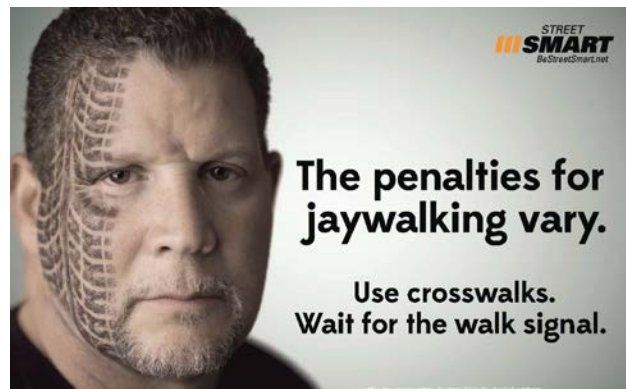 STREET
SMART
BeStreetSmart.net
The penalties for
jaywalking vary.
Use crosswalks.
Wait for the walk signal.